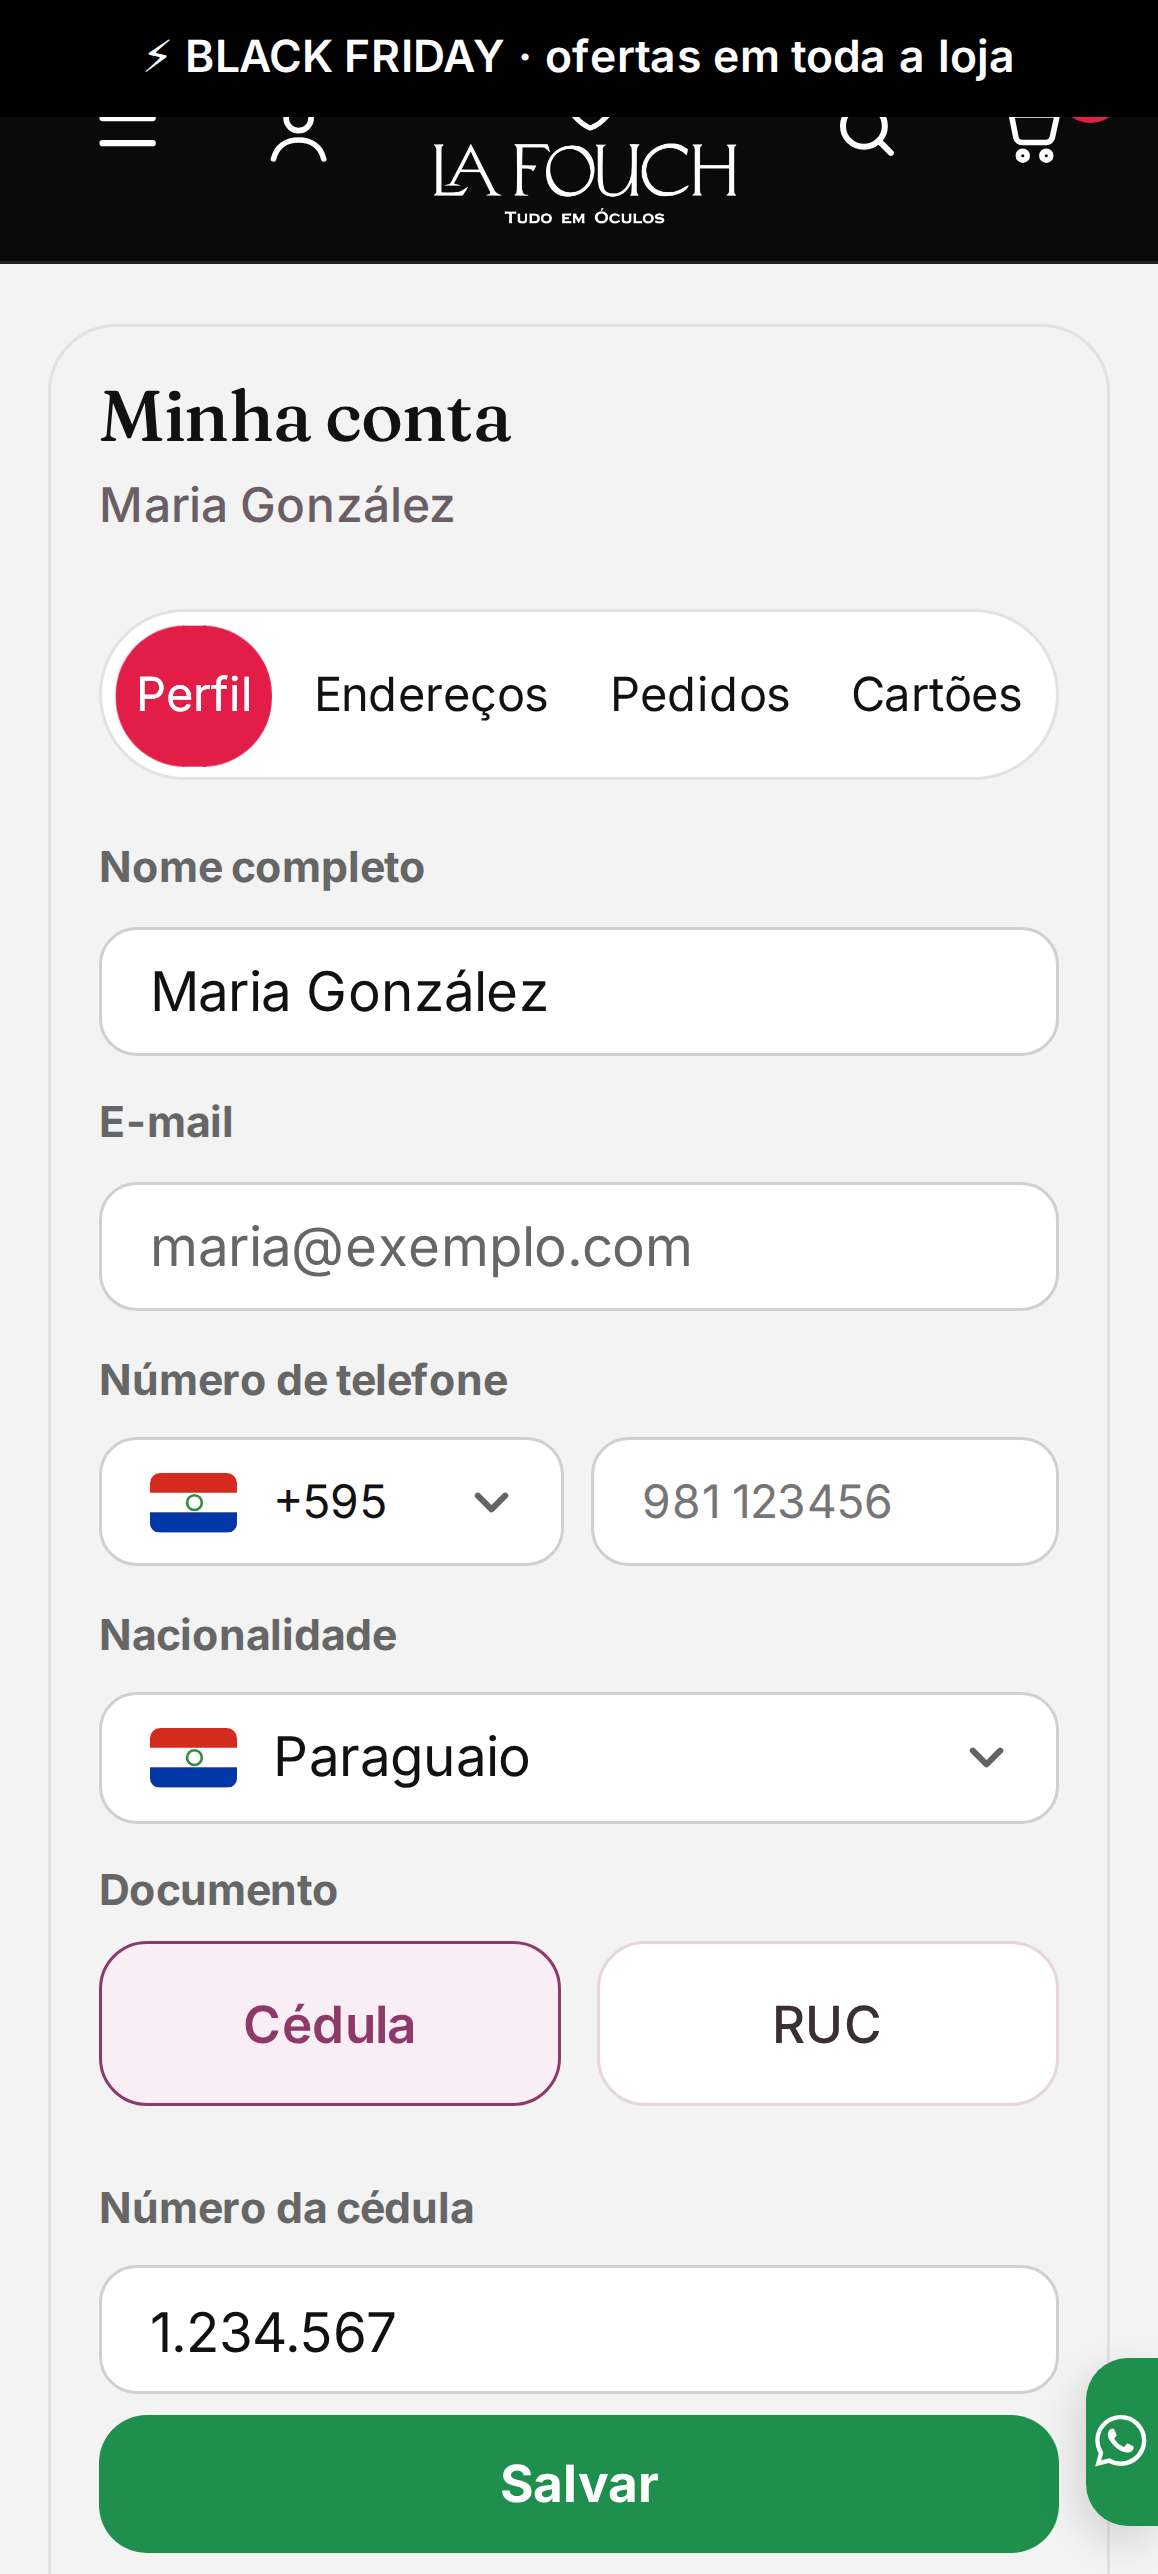 ⚡ BLACK FRIDAY · ofertas em toda a loja
LA FOUCH
Tudo em Óculos
Minha conta
Maria González
Perfil Endereços Pedidos Cartões
Nome completo
Maria González
E-mail
maria@exemplo.com
Número de telefone
+595 981 123456
Nacionalidade
Paraguaio
Documento
Cédula RUC
Número da cédula
1.234.567
Salvar